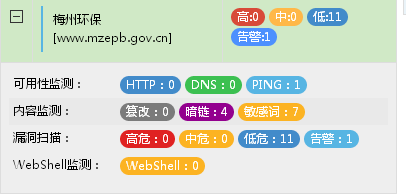 梅州环保
[www.mzepb.gov.cn]
高:0 中:0 低:11
告警:1
可用性监测： HTTP：0 DNS：0 PING：1
内容监测： 篡改：0 暗链：4 敏感词：7
漏洞扫描： 高危：0 中危：0 低危：11 告警：1
WebShell监测： WebShell：0